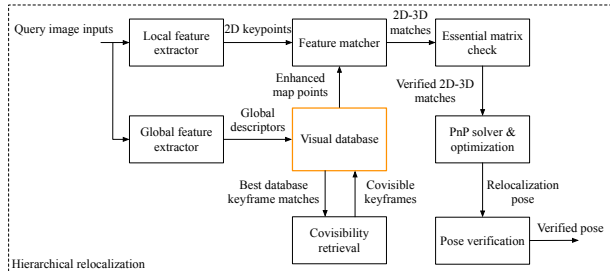 Query image inputs
Local feature
extractor
2D keypoints
Feature matcher
2D-3D
matches
Essential matrix
check
Enhanced
map points
Verified 2D-3D
matches
Global feature
extractor
Global
descriptors
Visual database
PnP solver &
optimization
Best database
keyframe matches
Covisible
keyframes
Relocalization
pose
Covisibility
retrieval
Pose verification
Verified pose
Hierarchical relocalization